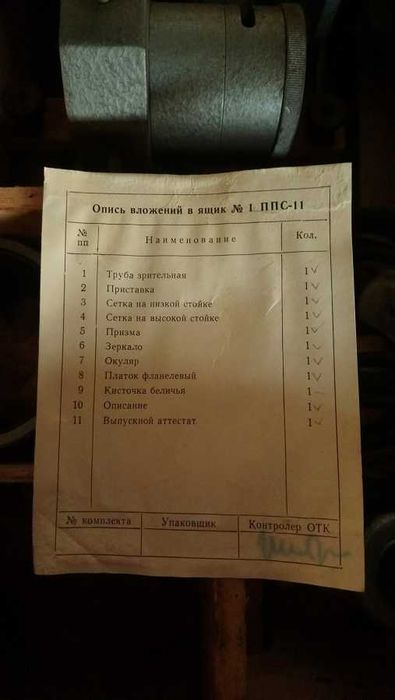 Опись вложений в ящик № 1 ППС-11
№ пп Наименование Кол.
1 Труба зрительная 1
2 Приставка 1
3 Сетка на низкой стойке 1
4 Сетка на высокой стойке 1
5 Призма 1
6 Зеркало 1
7 Окуляр 1
8 Платок фланелевый 1
9 Кисточка беличья 1
10 Описание 1
11 Выпускной аттестат 1
№ комплекта Упаковщик Контролер ОТК